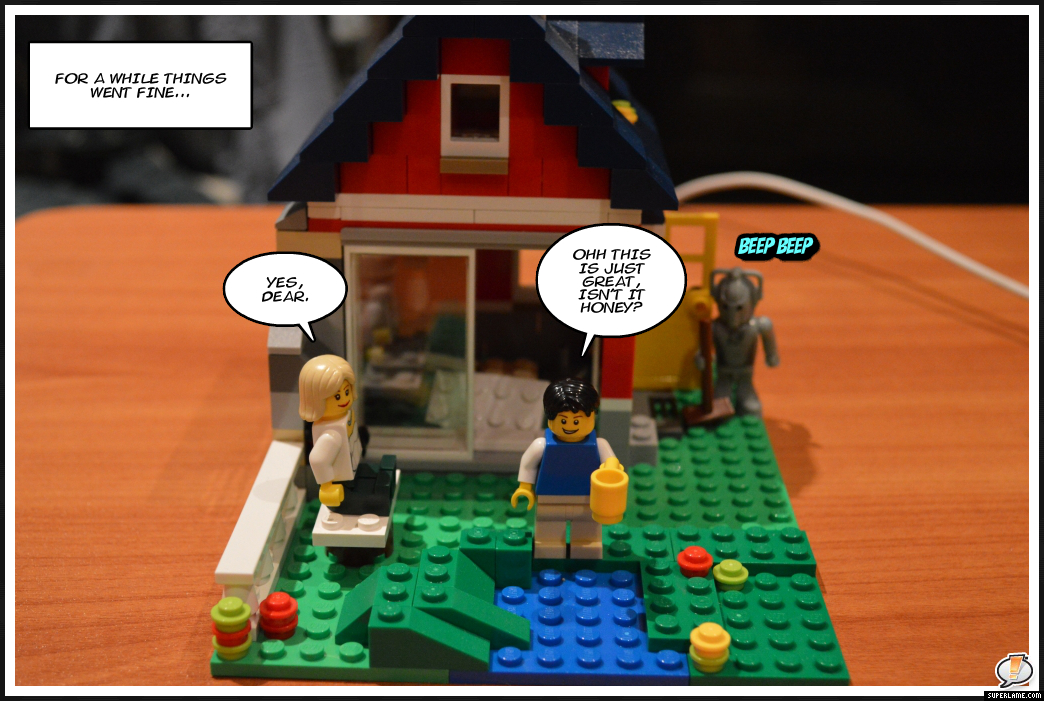 FOR A WHILE THINGS
WENT FINE...
BEEP BEEP
YES,
DEAR.
OHH THIS
IS JUST
GREAT,
ISN'T IT
HONEY?
SUPERLAME.COM